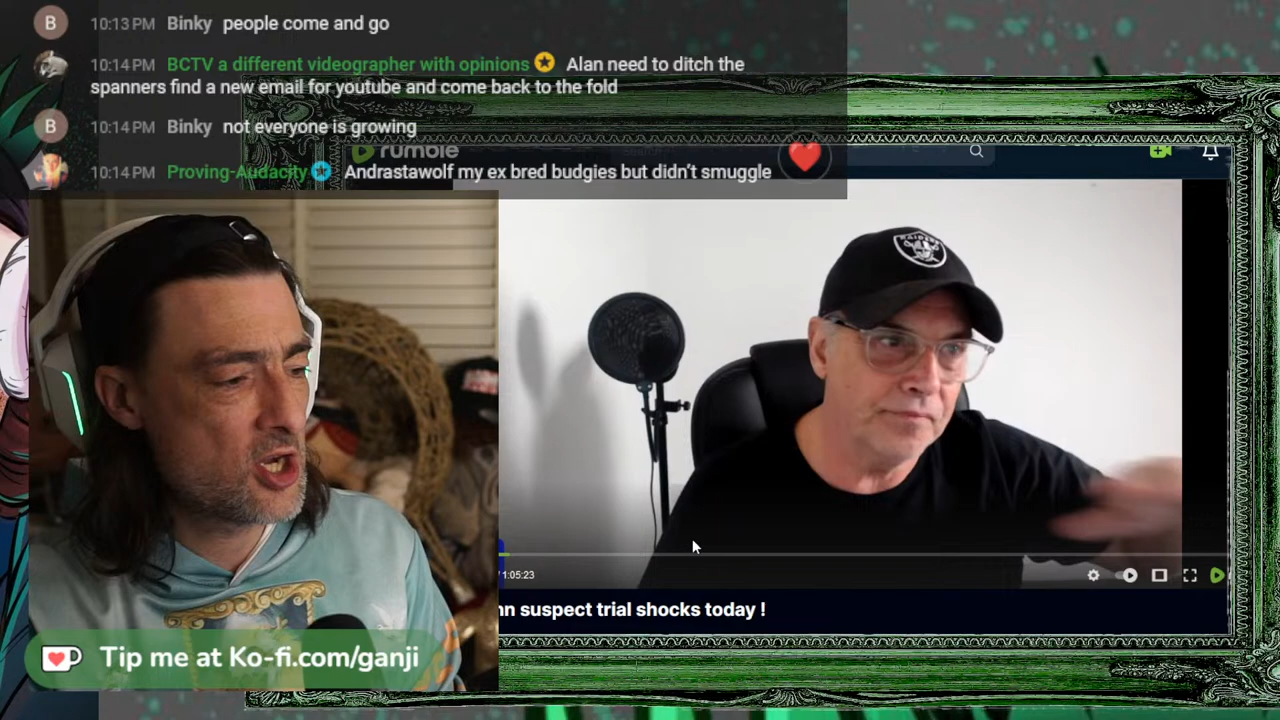 10:13 PM Binky people come and go
10:14 PM BCTV a different videographer with opinions Alan need to ditch the
spanners find a new email for youtube and come back to the fold
10:14 PM Binky not everyone is growing
rumble
10:14 PM Proving-Audacity Andrastawolf my ex bred budgies but didn't smuggle
RAIDERS
1:05:23
nn suspect trial shocks today !
Tip me at Ko-fi.com/ganji